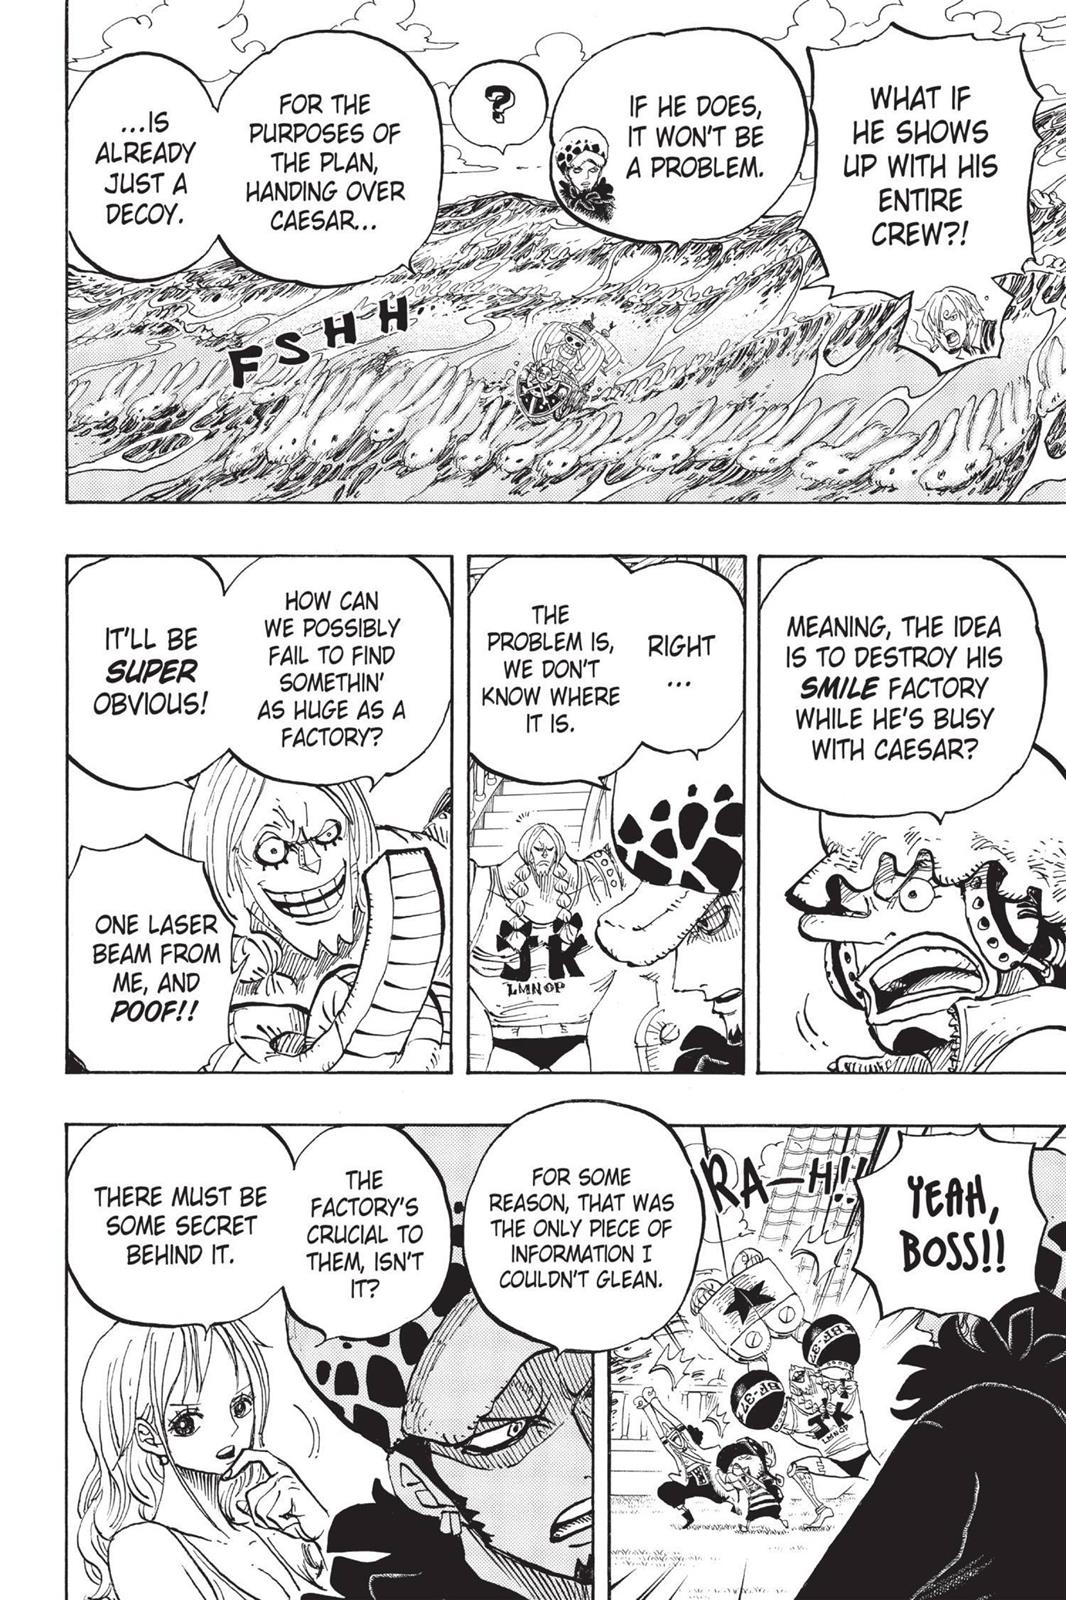 WHAT IF
HE SHOWS
UP WITH HIS
ENTIRE
CREW?!
IF HE DOES,
IT WON'T BE
A PROBLEM.
?
FOR THE
PURPOSES OF
THE PLAN,
HANDING OVER
CAESAR...
...IS
ALREADY
JUST A
DECOY.
FSHH
MEANING, THE IDEA
IS TO DESTROY HIS
SMILE FACTORY
WHILE HE'S BUSY
WITH CAESAR?
RIGHT
...
THE
PROBLEM IS,
WE DON'T
KNOW WHERE
IT IS.
J·K
LMNOP
HOW CAN
WE POSSIBLY
FAIL TO FIND
SOMETHIN'
AS HUGE AS A
FACTORY?
IT'LL BE
SUPER
OBVIOUS!
ONE LASER
BEAM FROM
ME, AND
POOF!!
YEAH,
BOSS!!
RA—H!!
BF-37
BF-37
JK
LMNOP
FOR SOME
REASON, THAT WAS
THE ONLY PIECE OF
INFORMATION I
COULDN'T GLEAN.
THE
FACTORY'S
CRUCIAL TO
THEM, ISN'T
IT?
THERE MUST BE
SOME SECRET
BEHIND IT.